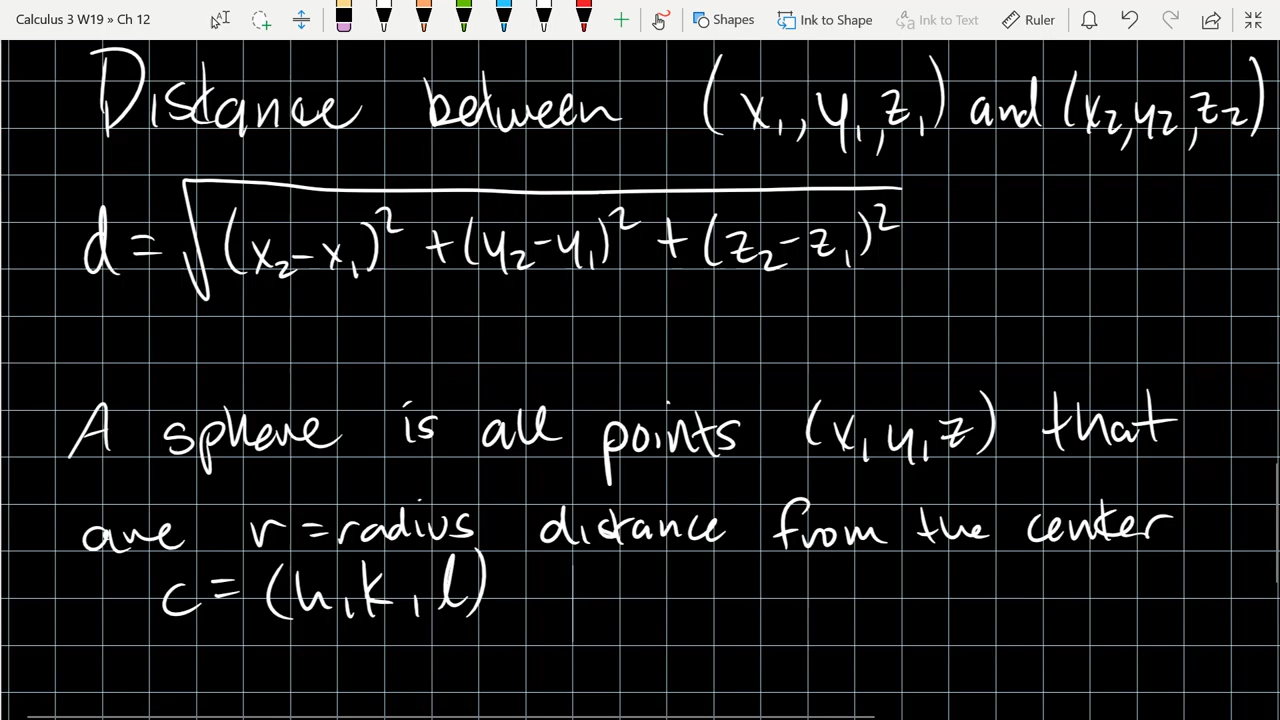 Calculus 3 W19 » Ch 12
Shapes
Ink to Shape
Ink to Text
Ruler
Distance between (x₁, y₁, z₁) and (x₂, y₂, z₂)
d = √((x₂-x₁)² + (y₂-y₁)² + (z₂-z₁)²)
A sphere is all points (x, y, z) that
are r = radius distance from the center
c = (h, k, l)